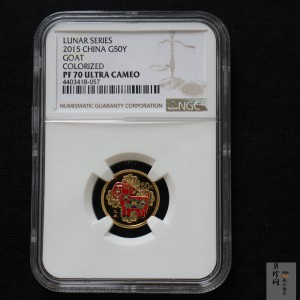 LUNAR SERIES
2015 CHINA G50Y
GOAT
COLORIZED
PF 70 ULTRA CAMEO
4403418-057
NUMISMATIC GUARANTY CORPORATION
NGC